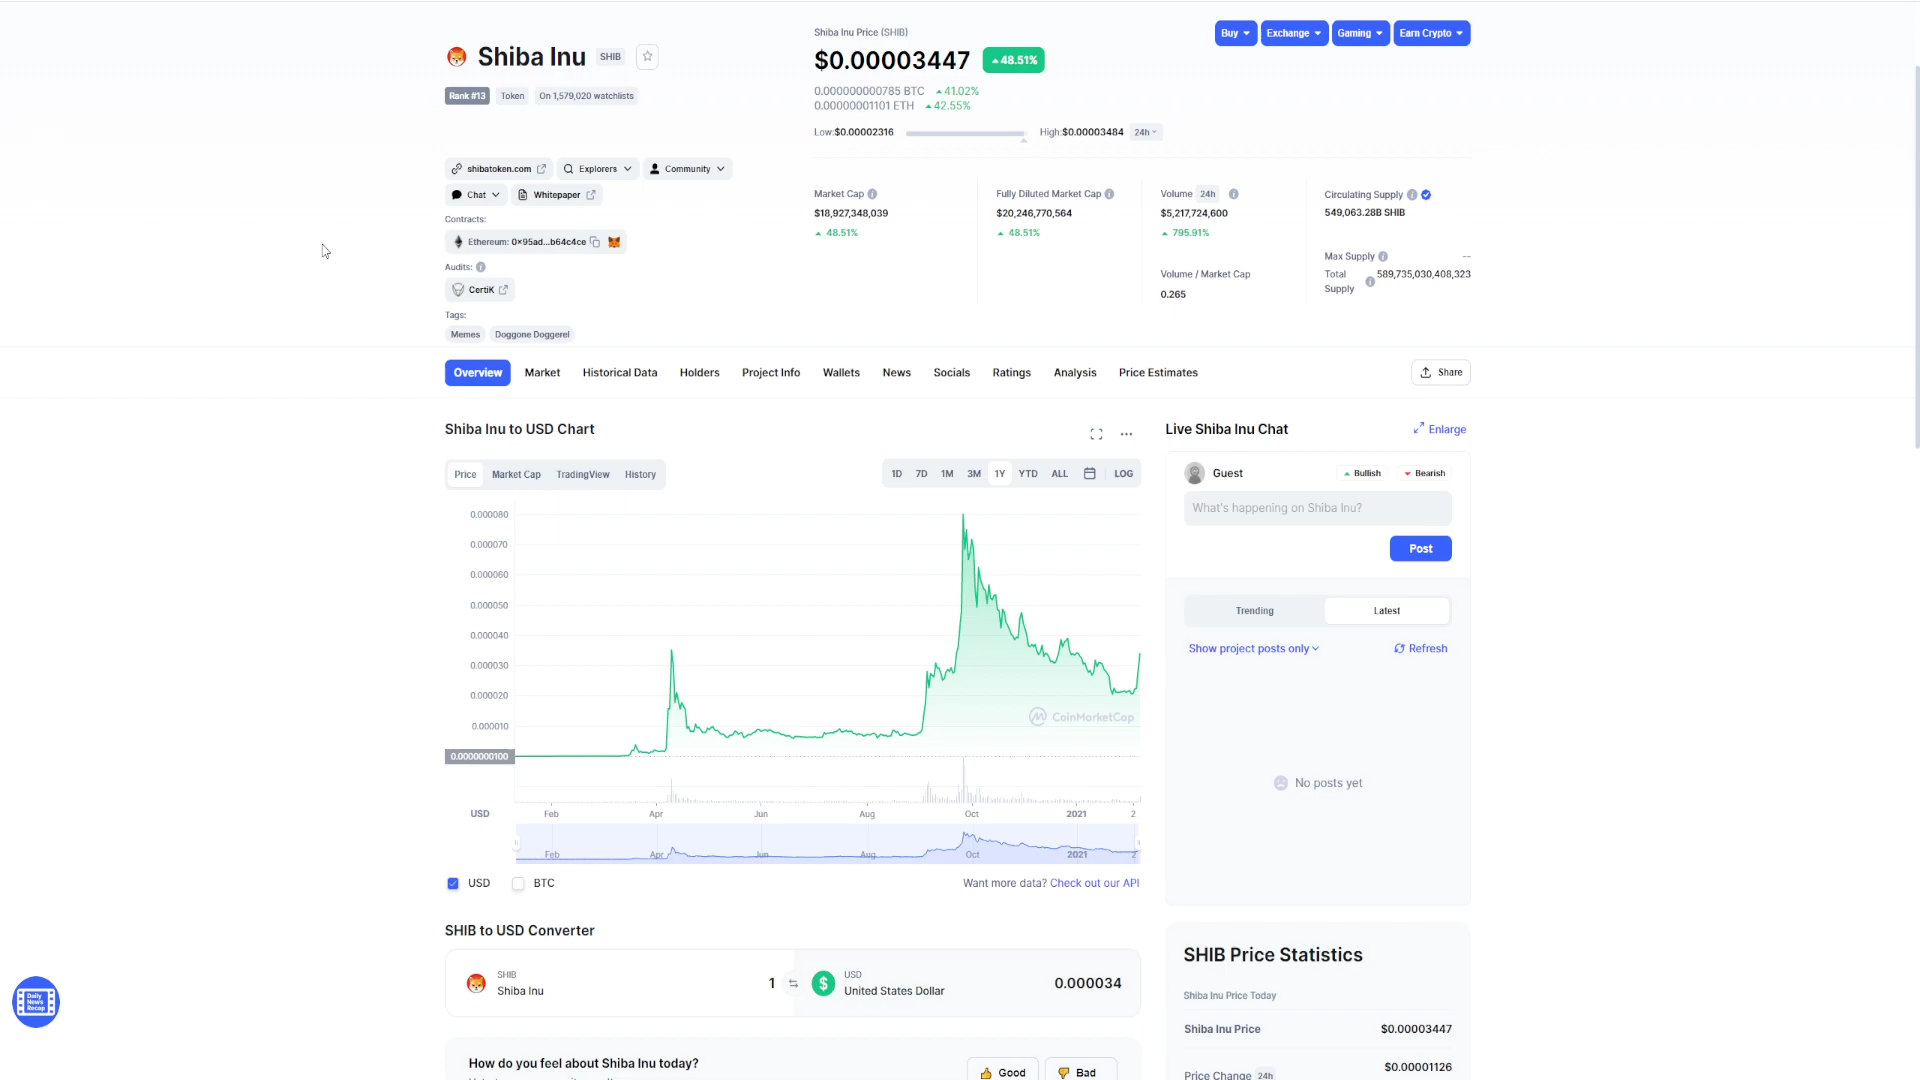 Shiba Inu SHIB
Rank #13 Token On 1,579,020 watchlists
shibatoken.com Explorers Community
Chat Whitepaper
Contracts:
Ethereum: 0x95ad...b64c4ce
Audits:
CertiK
Tags:
Memes Doggone Doggerel
Shiba Inu Price (SHIB)
$0.00003447 48.51%
0.000000000785 BTC 41.02%
0.00000001101 ETH 42.55%
Low:$0.00002316 High:$0.00003484 24h
Buy Exchange Gaming Earn Crypto
Market Cap
$18,927,348,039
48.51%
Fully Diluted Market Cap
$20,246,770,564
48.51%
Volume 24h
$5,217,724,600
795.91%
Volume / Market Cap
0.265
Circulating Supply
549,063.28B SHIB
Max Supply --
Total Supply 589,735,030,408,323
Overview Market Historical Data Holders Project Info Wallets News Socials Ratings Analysis Price Estimates Share
Shiba Inu to USD Chart
Price Market Cap TradingView History
1D 7D 1M 3M 1Y YTD ALL LOG
0.000080
0.000070
0.000060
0.000050
0.000040
0.000030
0.000020
0.000010
0.0000000100
CoinMarketCap
USD Feb Apr Jun Aug Oct 2021 2
Feb Apr Jun Aug Oct 2021 2
USD BTC Want more data? Check out our API
Live Shiba Inu Chat Enlarge
Guest Bullish Bearish
What's happening on Shiba Inu?
Post
Trending Latest
Show project posts only Refresh
No posts yet
SHIB to USD Converter
SHIB
Shiba Inu 1
USD
United States Dollar 0.000034
How do you feel about Shiba Inu today?
Good Bad
SHIB Price Statistics
Shiba Inu Price Today
Shiba Inu Price $0.00003447
Price Change 24h $0.00001126
Daily
News
Recap